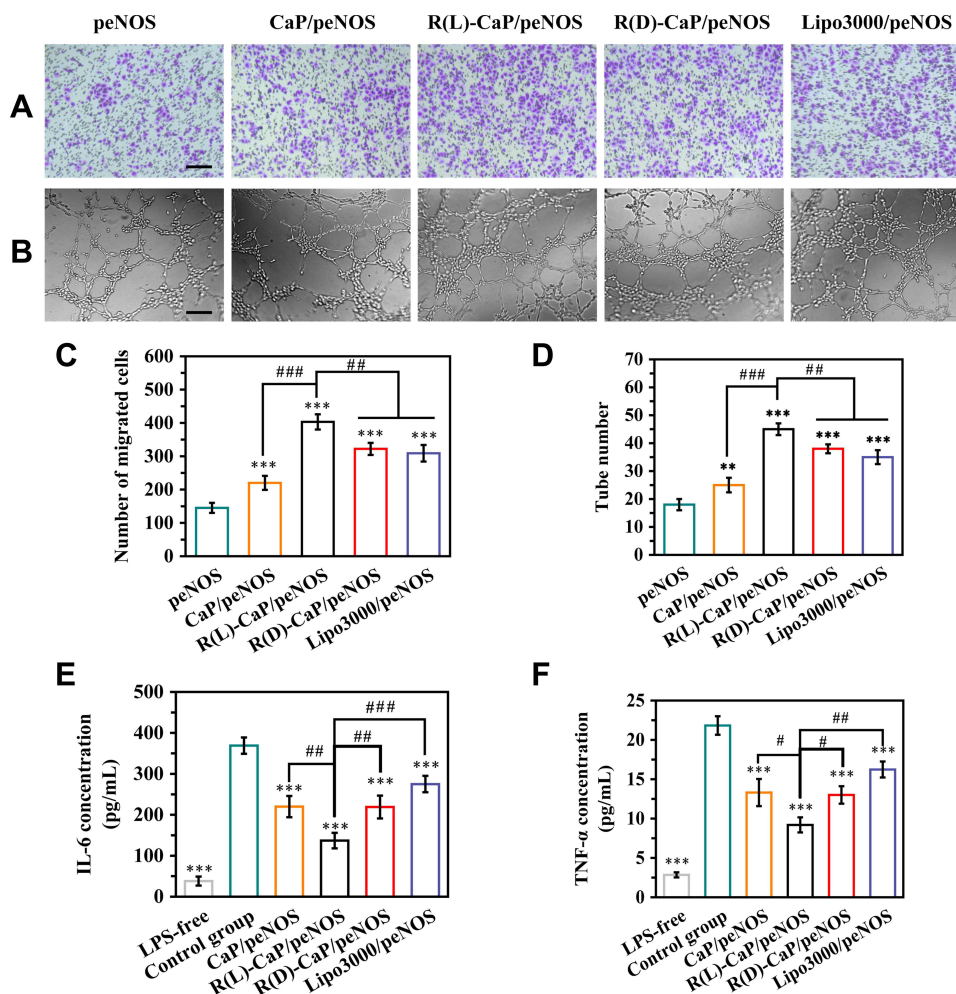 peNOS CaP/peNOS R(L)-CaP/peNOS R(D)-CaP/peNOS Lipo3000/peNOS
A
B
C
Number of migrated cells
600
500
400
300
200
100
0
###
##
***
***
***
***
peNOS
CaP/peNOS
R(L)-CaP/peNOS
R(D)-CaP/peNOS
Lipo3000/peNOS
D
Tube number
70
60
50
40
30
20
10
0
###
##
**
***
***
***
peNOS
CaP/peNOS
R(L)-CaP/peNOS
R(D)-CaP/peNOS
Lipo3000/peNOS
E
IL-6 concentration
(pg/mL)
500
400
300
200
100
0
###
##
##
***
***
***
***
***
LPS-free
Control group
CaP/peNOS
R(L)-CaP/peNOS
R(D)-CaP/peNOS
Lipo3000/peNOS
F
TNF-α concentration
(pg/mL)
25
20
15
10
5
0
##
#
#
***
***
***
***
***
LPS-free
Control group
CaP/peNOS
R(L)-CaP/peNOS
R(D)-CaP/peNOS
Lipo3000/peNOS